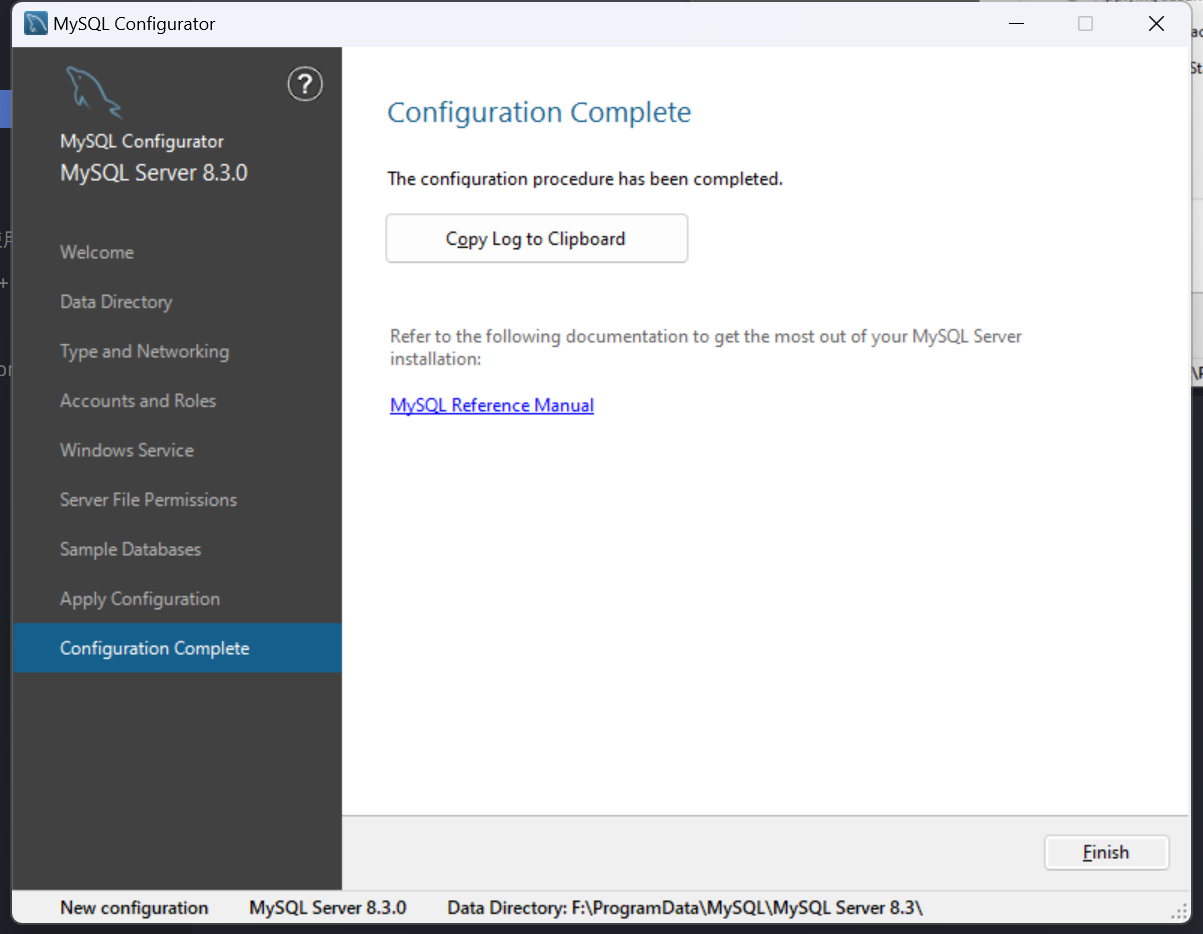 MySQL Configurator
?
MySQL Configurator
MySQL Server 8.3.0
Welcome
Data Directory
Type and Networking
Accounts and Roles
Windows Service
Server File Permissions
Sample Databases
Apply Configuration
Configuration Complete
Configuration Complete
The configuration procedure has been completed.
Copy Log to Clipboard
Refer to the following documentation to get the most out of your MySQL Server
installation:
MySQL Reference Manual
Finish
New configuration MySQL Server 8.3.0 Data Directory: F:\ProgramData\MySQL\MySQL Server 8.3\